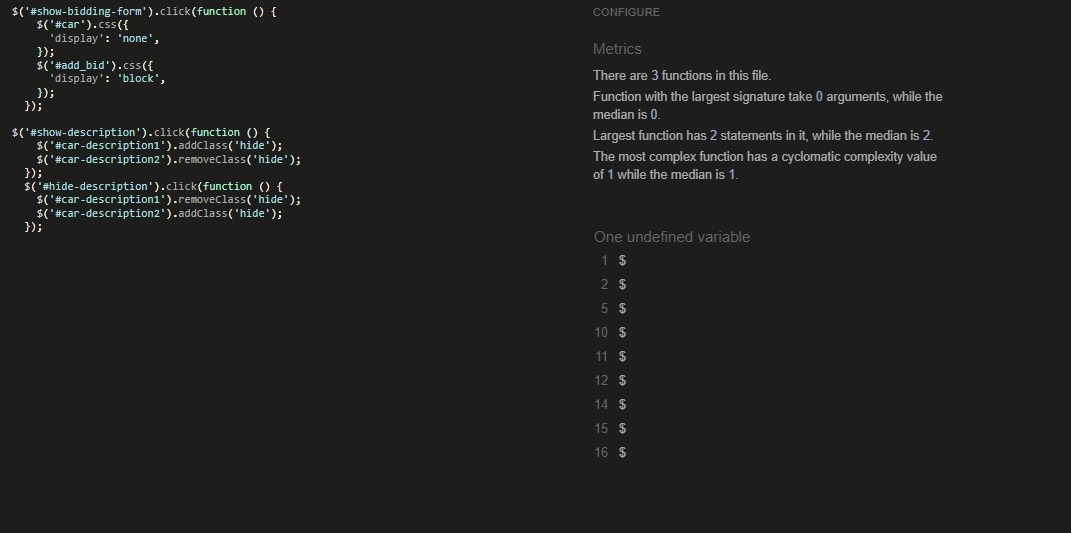 $('#show-bidding-form').click(function () {
$('#car').css({
'display': 'none',
});
$('#add_bid').css({
'display': 'block',
});
});
$('#show-description').click(function () {
$('#car-description1').addClass('hide');
$('#car-description2').removeClass('hide');
});
$('#hide-description').click(function () {
$('#car-description1').removeClass('hide');
$('#car-description2').addClass('hide');
});
CONFIGURE
Metrics
There are 3 functions in this file.
Function with the largest signature take 0 arguments, while the
median is 0.
Largest function has 2 statements in it, while the median is 2.
The most complex function has a cyclomatic complexity value
of 1 while the median is 1.
One undefined variable
1 $
2 $
5 $
10 $
11 $
12 $
14 $
15 $
16 $